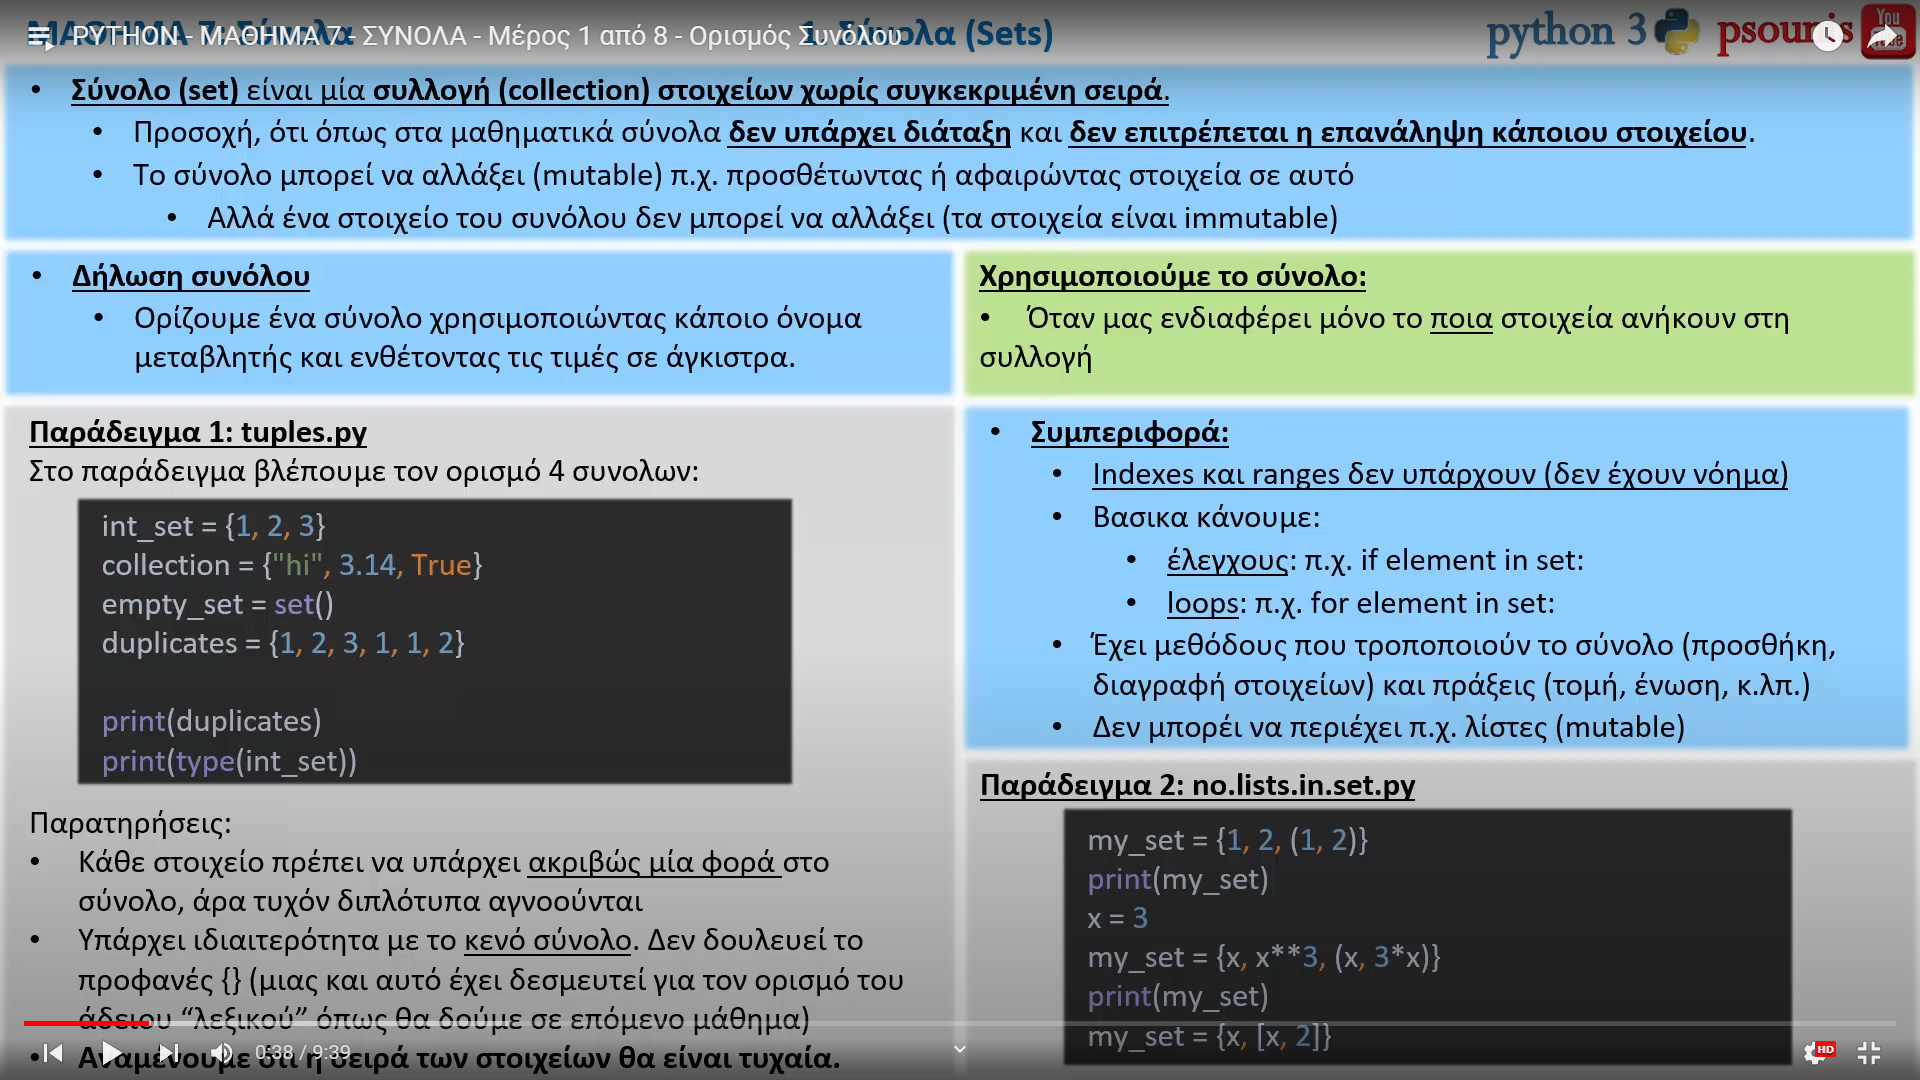 ΜΑΘΗΜΑ 7: Σύνολα
1. Σύνολα (Sets)
PYTHON - ΜΑΘΗΜΑ 7 - ΣΥΝΟΛΑ - Μέρος 1 από 8 - Ορισμός Συνόλου
python 3
psounis
You
• Σύνολο (set) είναι μία συλλογή (collection) στοιχείων χωρίς συγκεκριμένη σειρά.
• Προσοχή, ότι όπως στα μαθηματικά σύνολα δεν υπάρχει διάταξη και δεν επιτρέπεται η επανάληψη κάποιου στοιχείου.
• Το σύνολο μπορεί να αλλάξει (mutable) π.χ. προσθέτωντας ή αφαιρώντας στοιχεία σε αυτό
• Αλλά ένα στοιχείο του συνόλου δεν μπορεί να αλλάξει (τα στοιχεία είναι immutable)
• Δήλωση συνόλου
• Ορίζουμε ένα σύνολο χρησιμοποιώντας κάποιο όνομα
μεταβλητής και ενθέτοντας τις τιμές σε άγκιστρα.
Χρησιμοποιούμε το σύνολο:
• Όταν μας ενδιαφέρει μόνο το ποια στοιχεία ανήκουν στη
συλλογή
Παράδειγμα 1: tuples.py
Στο παράδειγμα βλέπουμε τον ορισμό 4 συνολων:
int_set = {1, 2, 3}
collection = {"hi", 3.14, True}
empty_set = set()
duplicates = {1, 2, 3, 1, 1, 2}
print(duplicates)
print(type(int_set))
Παρατηρήσεις:
• Κάθε στοιχείο πρέπει να υπάρχει ακριβώς μία φορά στο
σύνολο, άρα τυχόν διπλότυπα αγνοούνται
• Υπάρχει ιδιαιτερότητα με το κενό σύνολο. Δεν δουλευεί το
προφανές {} (μιας και αυτό έχει δεσμευτεί για τον ορισμό του
άδειου “λεξικού” όπως θα δούμε σε επόμενο μάθημα)
• Αναμένουμε ότι η σειρά των στοιχείων θα είναι τυχαία.
• Συμπεριφορά:
• Indexes και ranges δεν υπάρχουν (δεν έχουν νόημα)
• Βασικα κάνουμε:
• έλεγχους: π.χ. if element in set:
• loops: π.χ. for element in set:
• Έχει μεθόδους που τροποποιούν το σύνολο (προσθήκη,
διαγραφή στοιχείων) και πράξεις (τομή, ένωση, κ.λπ.)
• Δεν μπορέι να περιέχει π.χ. λίστες (mutable)
Παράδειγμα 2: no.lists.in.set.py
my_set = {1, 2, (1, 2)}
print(my_set)
x = 3
my_set = {x, x**3, (x, 3*x)}
print(my_set)
my_set = {x, [x, 2]}
0:38 / 9:39
HD